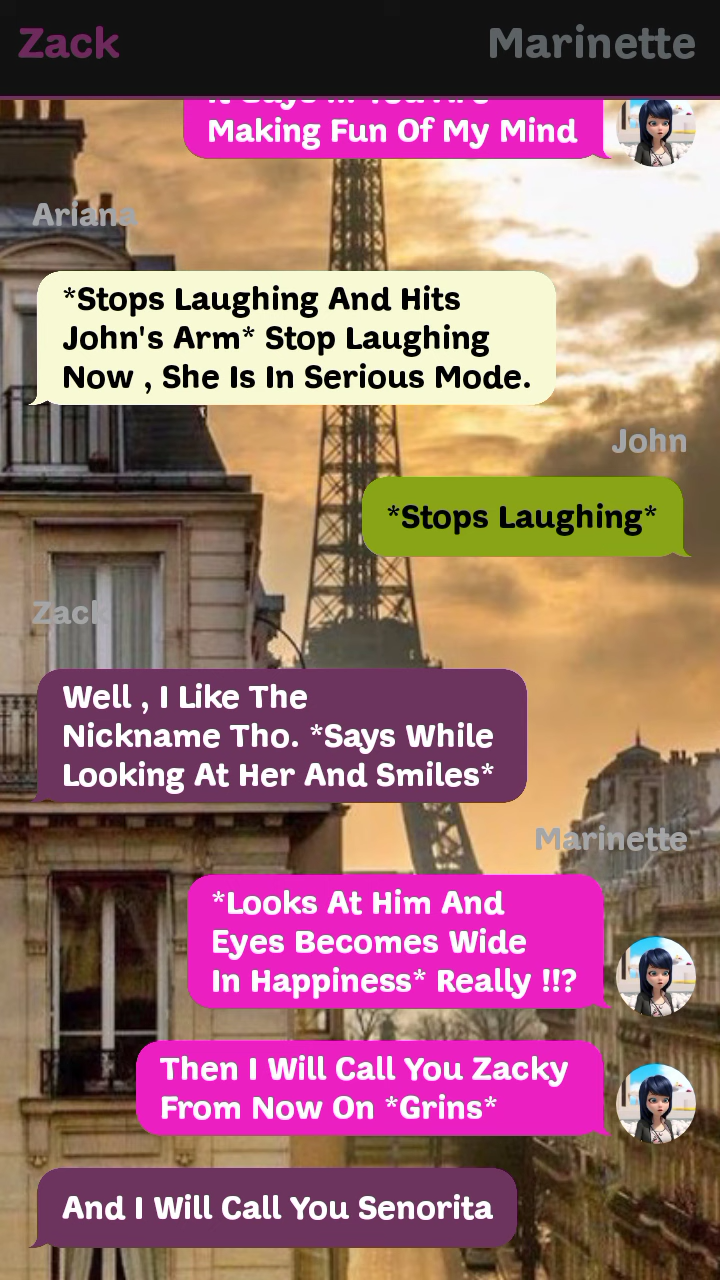 Zack
Marinette
Making Fun Of My Mind
Ariana
*Stops Laughing And Hits
John's Arm* Stop Laughing
Now , She Is In Serious Mode.
John
*Stops Laughing*
Zack
Well , I Like The
Nickname Tho. *Says While
Looking At Her And Smiles*
Marinette
*Looks At Him And
Eyes Becomes Wide
In Happiness* Really !!?
Then I Will Call You Zacky
From Now On *Grins*
And I Will Call You Senorita